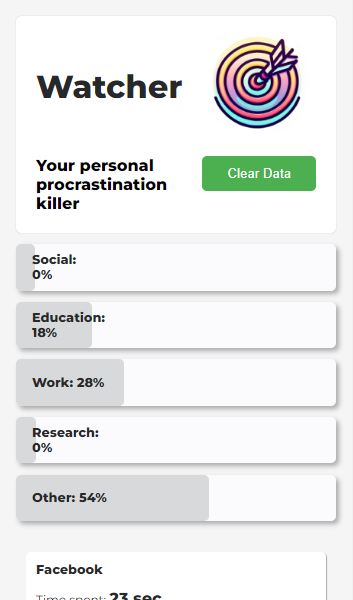 Watcher
Your personal
procrastination
killer
Clear Data
Social:
0%
Education:
18%
Work: 28%
Research:
0%
Other: 54%
Facebook
Time spent: 23 sec